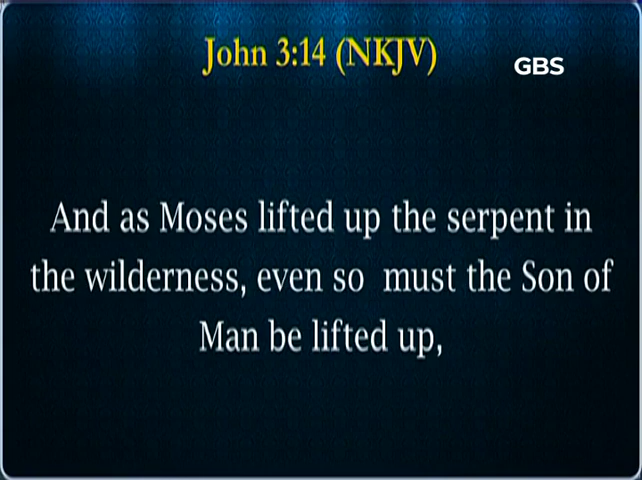 John 3:14 (NKJV)
GBS
And as Moses lifted up the serpent in
the wilderness, even so must the Son of
Man be lifted up,